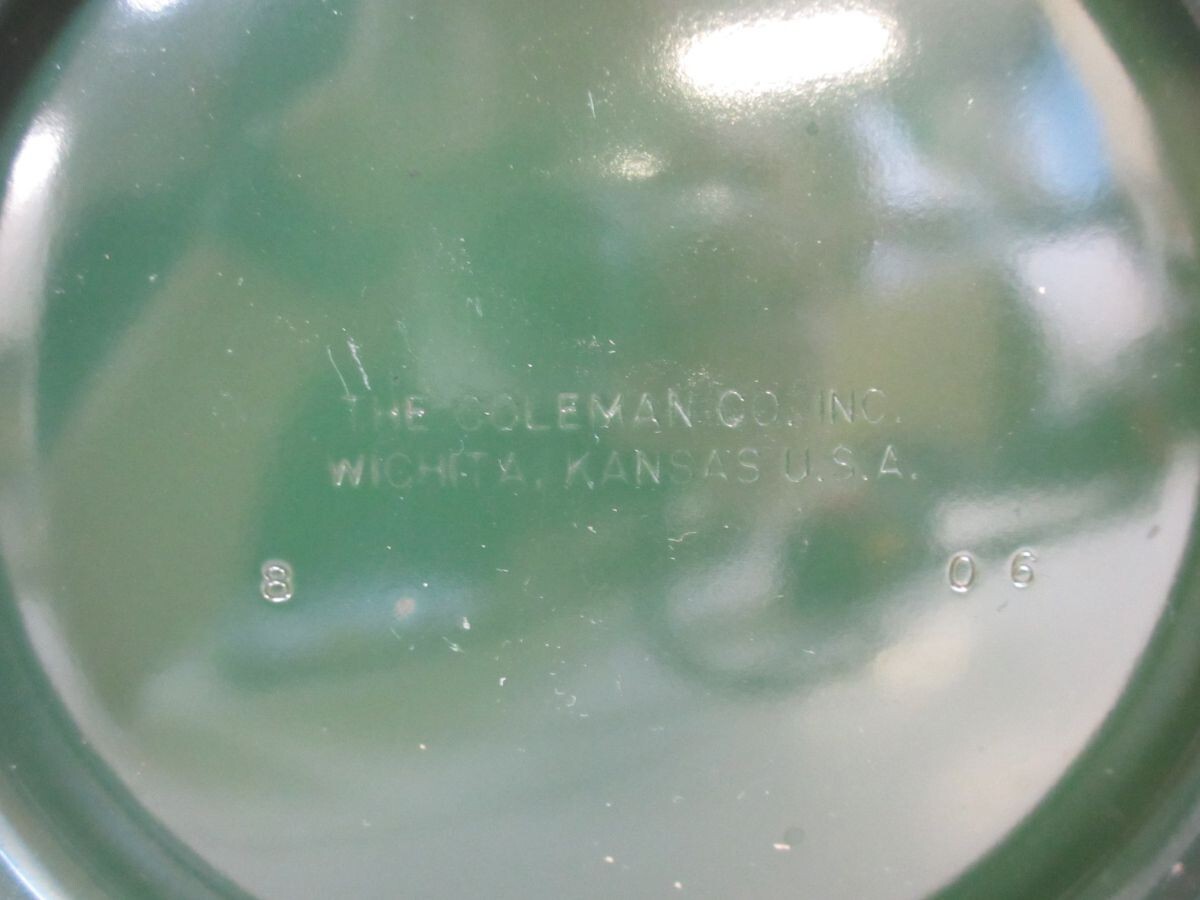 THE COLEMAN CO. INC.
WICHITA, KANSAS U.S.A.
8 06